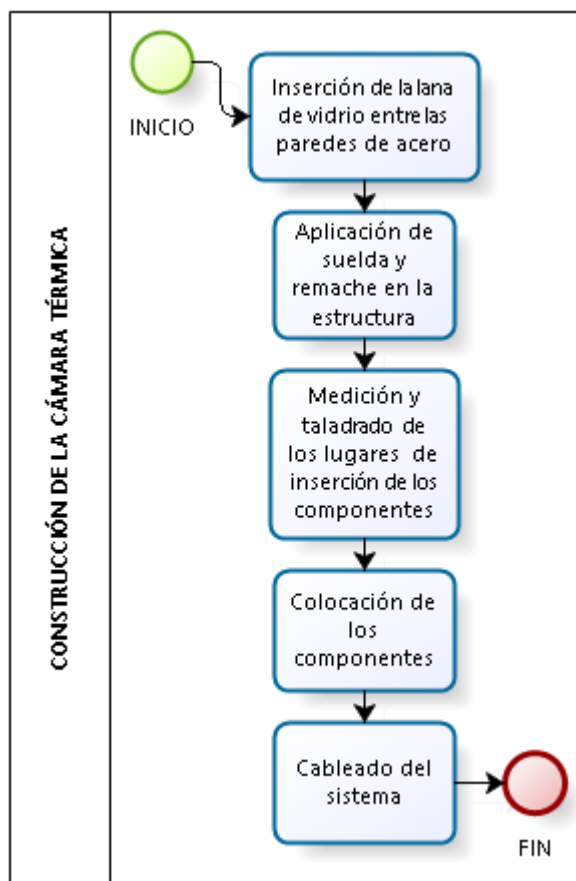 CONSTRUCCIÓN DE LA CÁMARA TÉRMICA
INICIO
Inserción de la lana
de vidrio entre las
paredes de acero
Aplicación de
suelda y
remache en la
estructura
Medición y
taladrado de
los lugares de
inserción de los
componentes
Colocación de
los
componentes
Cableado del
sistema
FIN